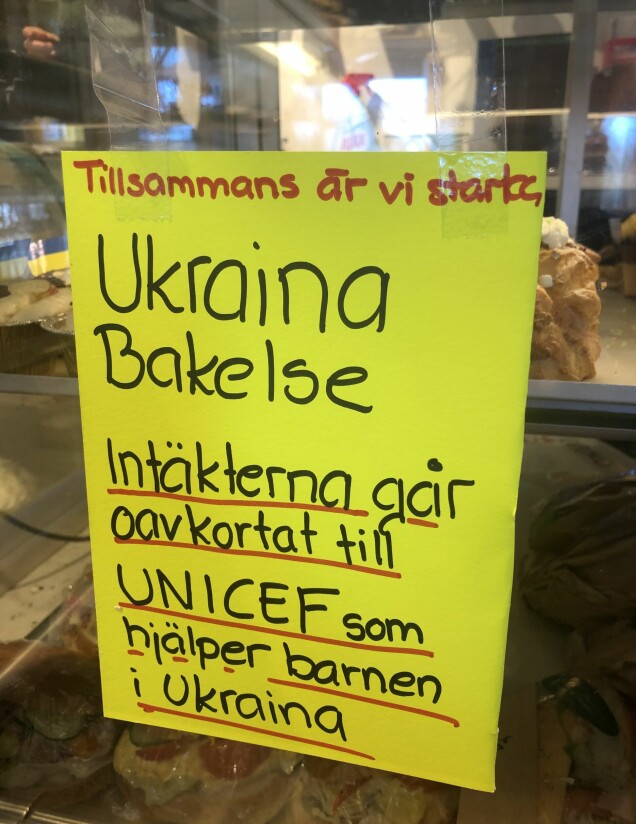 Tillsammans är vi starka,
Ukraina
Bakelse
Intäkterna går
oavkortat till
UNICEF som
hjälper barnen
i Ukraina